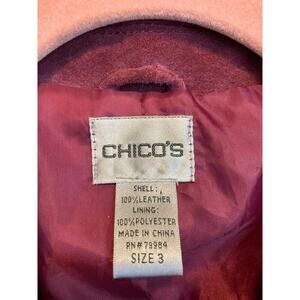 CHICO'S
SHELL:
100%LEATHER
LINING:
100%POLYESTER
MADE IN CHINA
RN#79984
SIZE 3